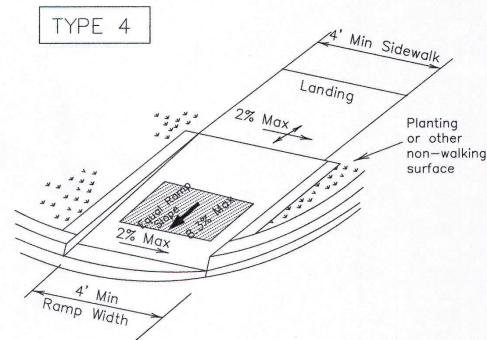 TYPE 4
4' Min Sidewalk
Landing
2% Max
Planting
or other
non-walking
surface
Equal Ramp
Slope
8.3% Max
2% Max
4' Min
Ramp Width